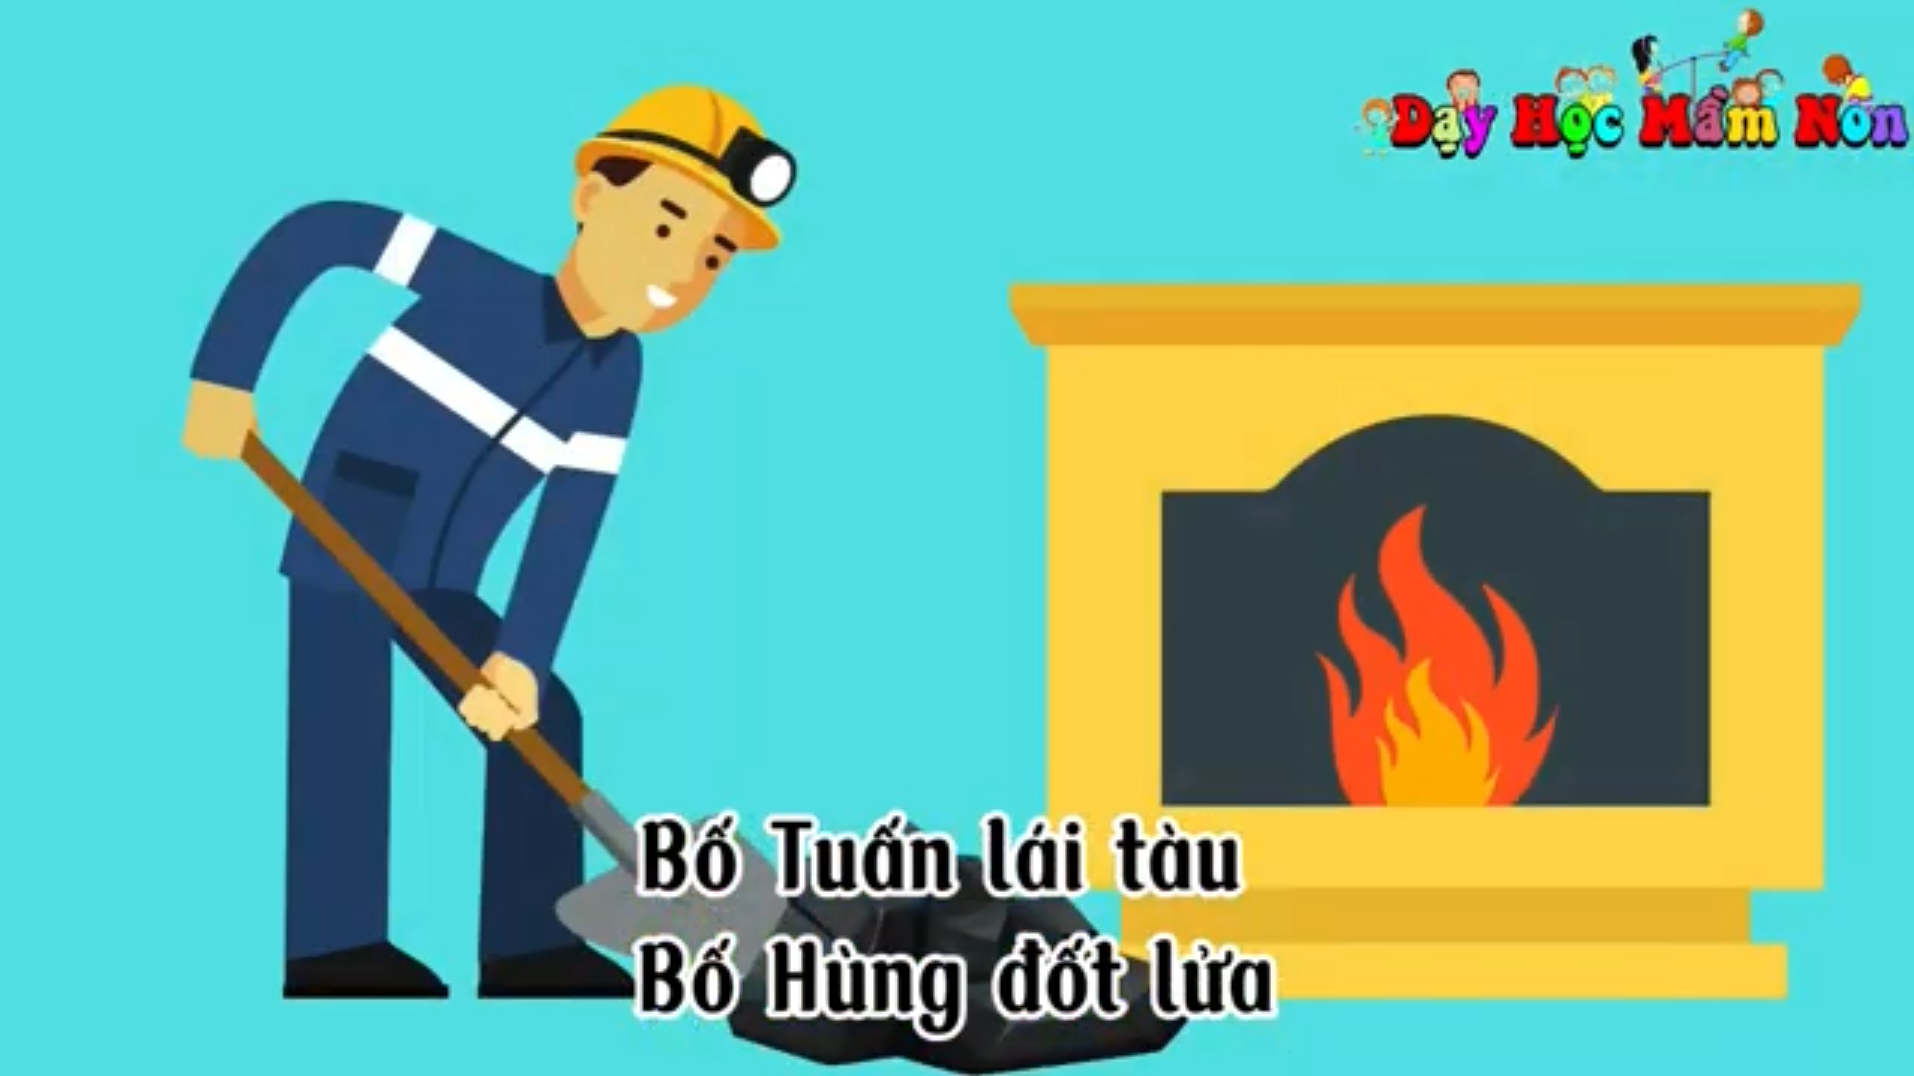 Dạy Học Mầm Non
Bố Tuấn lái tàu
Bố Hùng đốt lửa